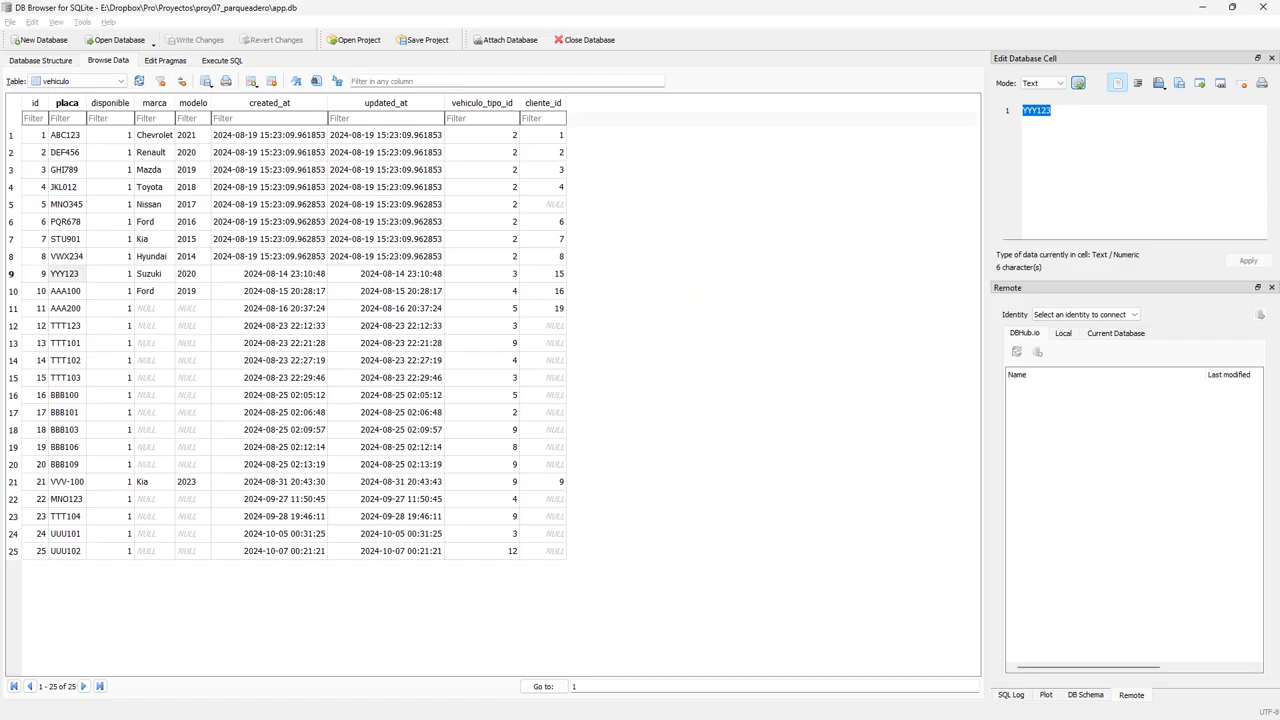 DB Browser for SQLite - E:\Dropbox\Pro\Proyectos\proy07_parqueadero\app.db
File Edit View Tools Help
New Database Open Database Write Changes Revert Changes Open Project Save Project Attach Database Close Database
Database Structure Browse Data Edit Pragmas Execute SQL
Table: vehiculo Filter in any column
id placa disponible marca modelo created_at updated_at vehiculo_tipo_id cliente_id
Filter Filter Filter Filter Filter Filter Filter Filter Filter
1 1 ABC123 1 Chevrolet 2021 2024-08-19 15:23:09.961853 2024-08-19 15:23:09.961853 2 1
2 2 DEF456 1 Renault 2020 2024-08-19 15:23:09.961853 2024-08-19 15:23:09.961853 2 2
3 3 GHI789 1 Mazda 2019 2024-08-19 15:23:09.961853 2024-08-19 15:23:09.961853 2 3
4 4 JKL012 1 Toyota 2018 2024-08-19 15:23:09.961853 2024-08-19 15:23:09.961853 2 4
5 5 MNO345 1 Nissan 2017 2024-08-19 15:23:09.962853 2024-08-19 15:23:09.962853 2 NULL
6 6 PQR678 1 Ford 2016 2024-08-19 15:23:09.962853 2024-08-19 15:23:09.962853 2 6
7 7 STU901 1 Kia 2015 2024-08-19 15:23:09.962853 2024-08-19 15:23:09.962853 2 7
8 8 VWX234 1 Hyundai 2014 2024-08-19 15:23:09.962853 2024-08-19 15:23:09.962853 2 8
9 9 YYY123 1 Suzuki 2020 2024-08-14 23:10:48 2024-08-14 23:10:48 3 15
10 10 AAA100 1 Ford 2019 2024-08-15 20:28:17 2024-08-15 20:28:17 4 16
11 11 AAA200 1 NULL NULL 2024-08-16 20:37:24 2024-08-16 20:37:24 5 19
12 12 TTT123 1 NULL NULL 2024-08-23 22:12:33 2024-08-23 22:12:33 3 NULL
13 13 TTT101 1 NULL NULL 2024-08-23 22:21:28 2024-08-23 22:21:28 9 NULL
14 14 TTT102 1 NULL NULL 2024-08-23 22:27:19 2024-08-23 22:27:19 4 NULL
15 15 TTT103 1 NULL NULL 2024-08-23 22:29:46 2024-08-23 22:29:46 3 NULL
16 16 BBB100 1 NULL NULL 2024-08-25 02:05:12 2024-08-25 02:05:12 5 NULL
17 17 BBB101 1 NULL NULL 2024-08-25 02:06:48 2024-08-25 02:06:48 2 NULL
18 18 BBB103 1 NULL NULL 2024-08-25 02:09:57 2024-08-25 02:09:57 9 NULL
19 19 BBB106 1 NULL NULL 2024-08-25 02:12:14 2024-08-25 02:12:14 8 NULL
20 20 BBB109 1 NULL NULL 2024-08-25 02:13:19 2024-08-25 02:13:19 9 NULL
21 21 VVV-100 1 Kia 2023 2024-08-31 20:43:30 2024-08-31 20:43:43 9 9
22 22 MNO123 1 NULL NULL 2024-09-27 11:50:45 2024-09-27 11:50:45 4 NULL
23 23 TTT104 1 NULL NULL 2024-09-28 19:46:11 2024-09-28 19:46:11 9 NULL
24 24 UUU101 1 NULL NULL 2024-10-05 00:31:25 2024-10-05 00:31:25 3 NULL
25 25 UUU102 1 NULL NULL 2024-10-07 00:21:21 2024-10-07 00:21:21 12 NULL
1 - 25 of 25 Go to: 1
Edit Database Cell
Mode: Text
1 YYY123
Type of data currently in cell: Text / Numeric
6 character(s) Apply
Remote
Identity Select an identity to connect
DBHub.io Local Current Database
Name Last modified
SQL Log Plot DB Schema Remote
UTF-8